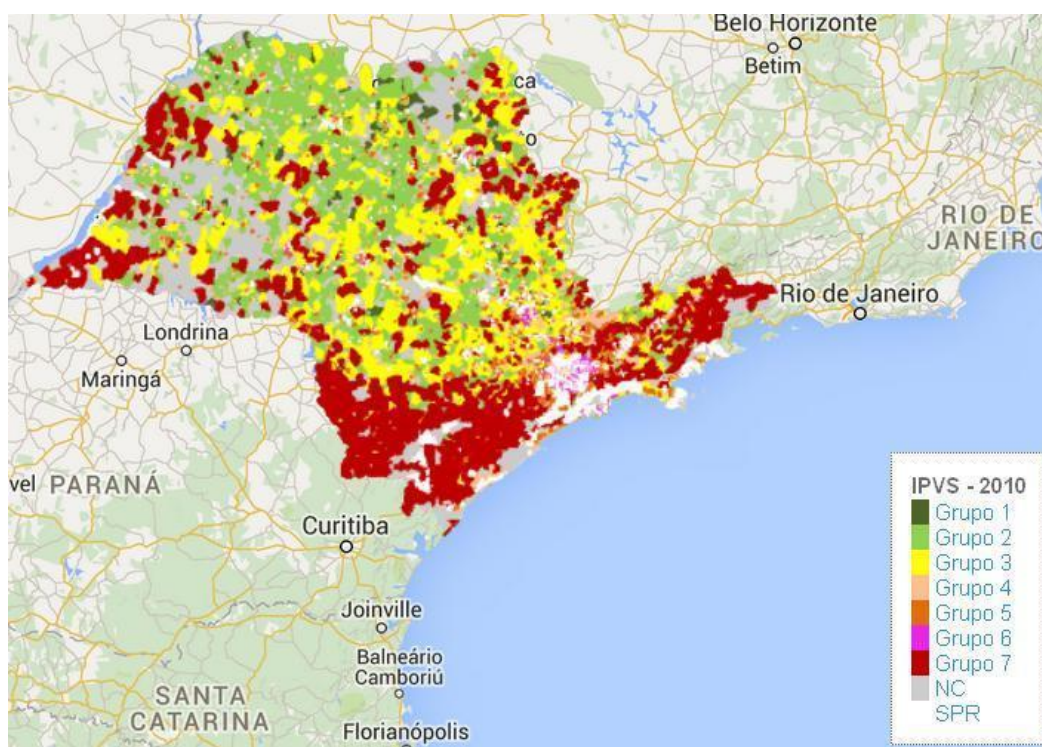 Belo Horizonte
Betim
ca
to
RIO DE
JANEIRO
Rio de Janeiro
Londrina
Maringá
vel PARANÁ
Curitiba
Joinville
Balneário
Camboriú
SANTA
CATARINA
Florianópolis
IPVS - 2010
Grupo 1
Grupo 2
Grupo 3
Grupo 4
Grupo 5
Grupo 6
Grupo 7
NC
SPR